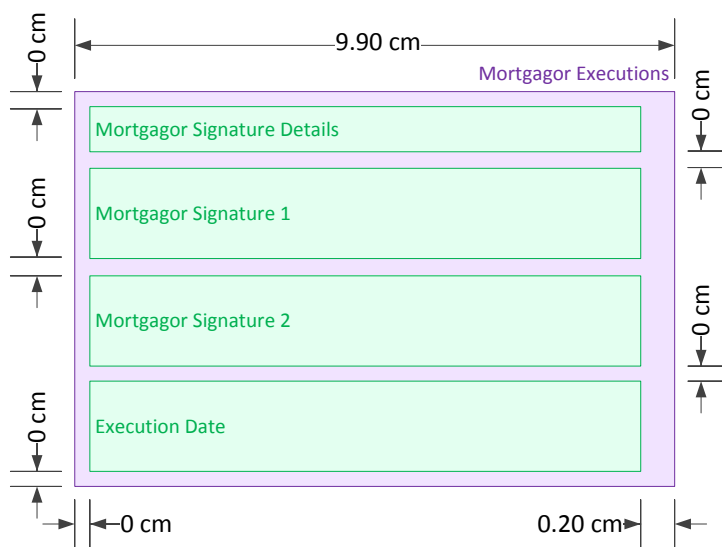 9.90 cm
0 cm
Mortgagor Executions
Mortgagor Signature Details
0 cm
Mortgagor Signature 1
0 cm
Mortgagor Signature 2
0 cm
Execution Date
0 cm
0 cm
0.20 cm